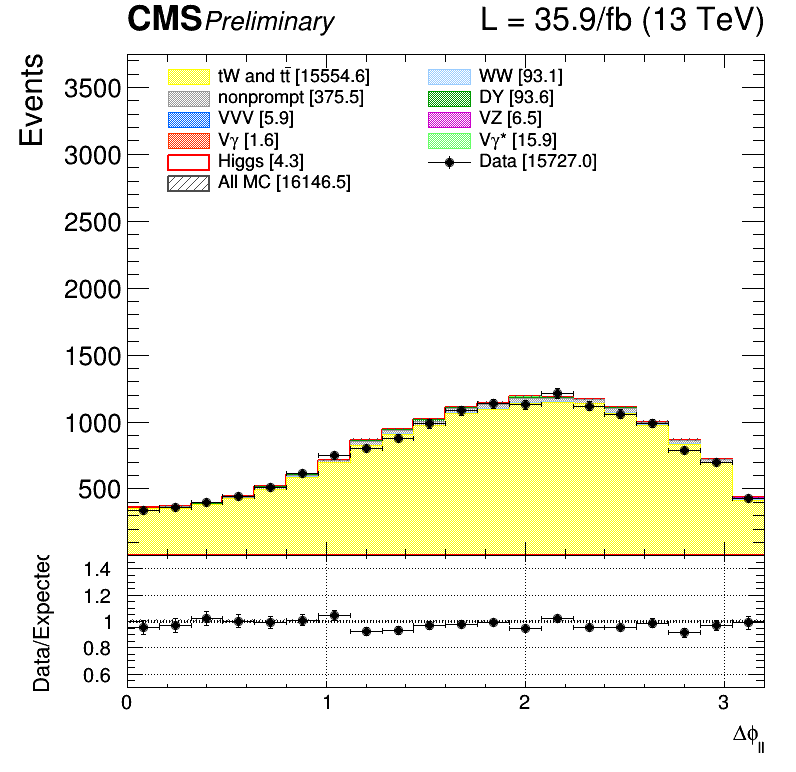 CMS Preliminary L = 35.9/fb (13 TeV)
Events
3500
3000
2500
2000
1500
1000
500
tW and tt̄ [15554.6]
WW [93.1]
nonprompt [375.5]
DY [93.6]
VVV [5.9]
VZ [6.5]
Vγ [1.6]
Vγ* [15.9]
Higgs [4.3]
Data [15727.0]
All MC [16146.5]
Data/Expected
1.4
1.2
1
0.8
0.6
0 1 2 3
Δϕll